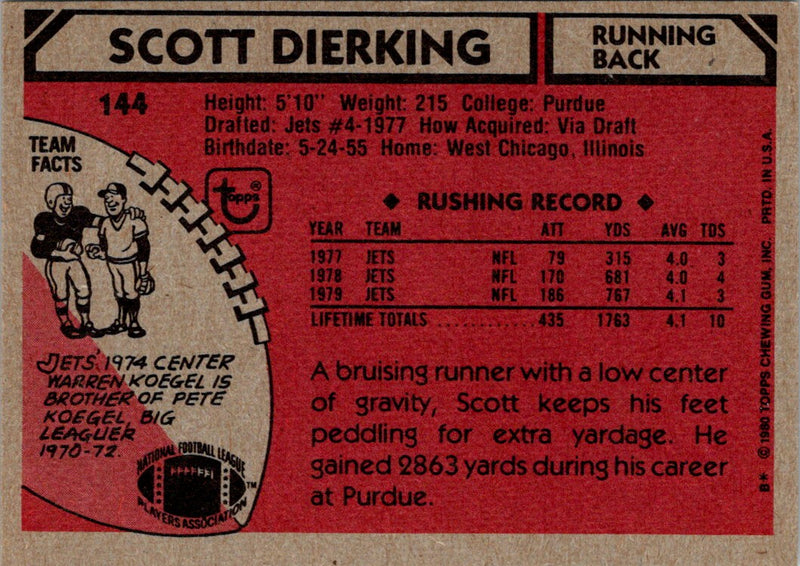 SCOTT DIERKING
RUNNING
BACK
144
Height: 5'10" Weight: 215 College: Purdue
Drafted: Jets #4-1977 How Acquired: Via Draft
Birthdate: 5-24-55 Home: West Chicago, Illinois
TEAM
FACTS
topps®
◆ RUSHING RECORD ◆
YEAR TEAM ATT YDS AVG TDS
1977 JETS NFL 79 315 4.0 3
1978 JETS NFL 170 681 4.0 4
1979 JETS NFL 186 767 4.1 3
LIFETIME TOTALS ............. 435 1763 4.1 10
JETS' 1974 CENTER
WARREN KOEGEL IS
BROTHER OF PETE
KOEGEL, BIG
LEAGUER
1970-72.
A bruising runner with a low center
of gravity, Scott keeps his feet
peddling for extra yardage. He
gained 2863 yards during his career
at Purdue.
NATIONAL FOOTBALL LEAGUE
PLAYERS ASSOCIATION
™
B* © 1980 TOPPS CHEWING GUM, INC. PRTD. IN U.S.A.